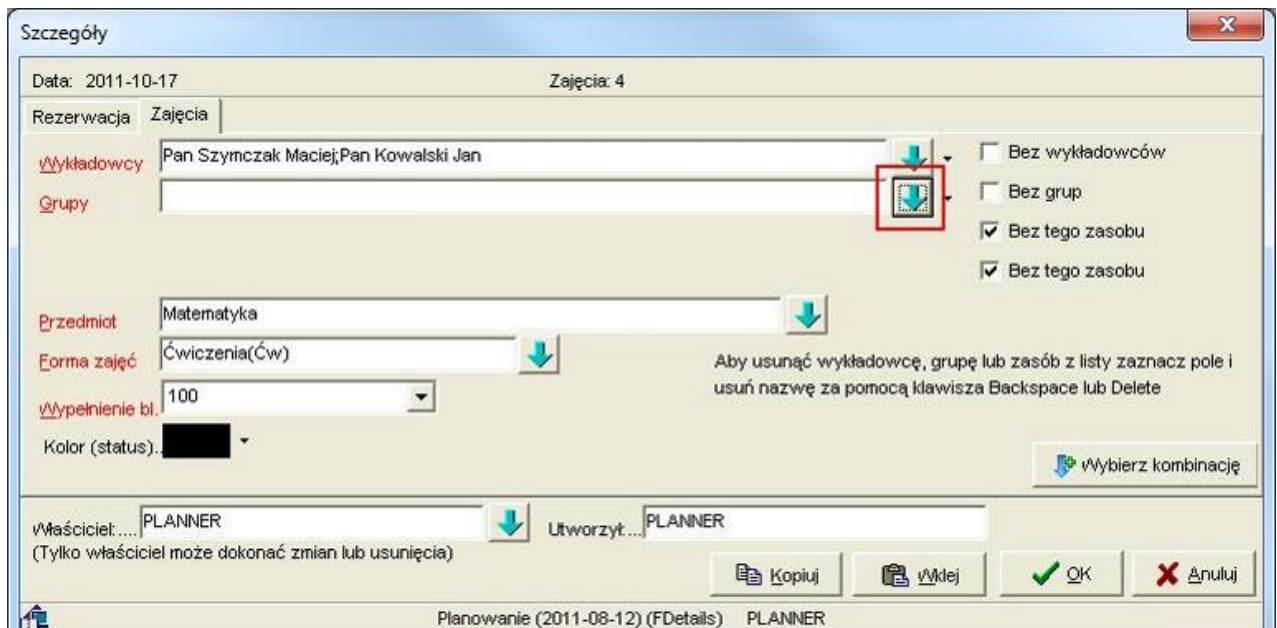 Szczegóły
Data: 2011-10-17 Zajęcia: 4
Rezerwacja Zajęcia
Wykładowcy Pan Szymczak Maciej;Pan Kowalski Jan Bez wykładowców
Grupy Bez grup
Bez tego zasobu
Bez tego zasobu
Przedmiot Matematyka
Forma zajęć Ćwiczenia(Ćw) Aby usunąć wykładowcę, grupę lub zasób z listy zaznacz pole i
usuń nazwę za pomocą klawisza Backspace lub Delete
Wypełnienie bl. 100
Kolor (status)..
Wybierz kombinację
Właściciel:.... PLANNER Utworzył:... PLANNER
(Tylko właściciel może dokonać zmian lub usunięcia)
Kopiuj Wklej OK Anuluj
Planowanie (2011-08-12) (FDetails) PLANNER